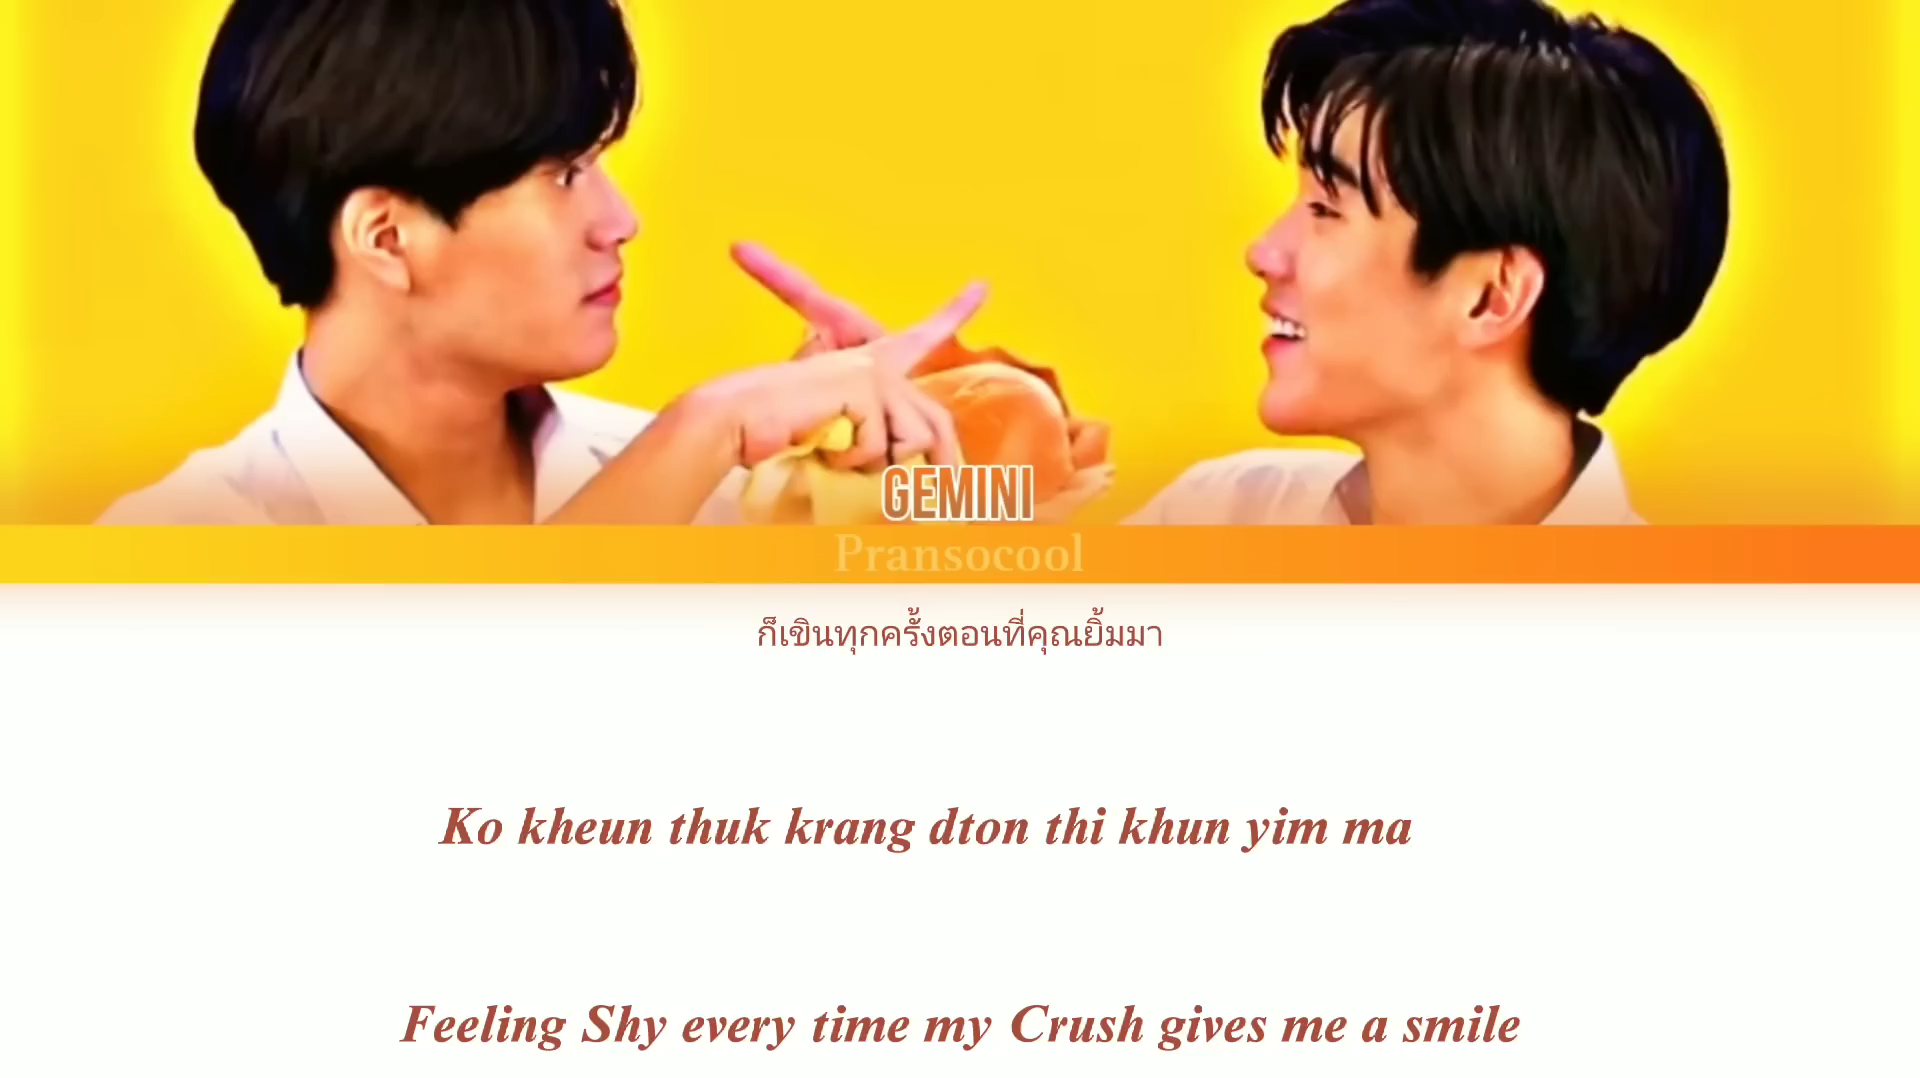 GEMINI
Pransocool
ก็เขินทุกครั้งตอนที่คุณยิ้มมา
Ko kheun thuk krang dton thi khun yim ma
Feeling Shy every time my Crush gives me a smile